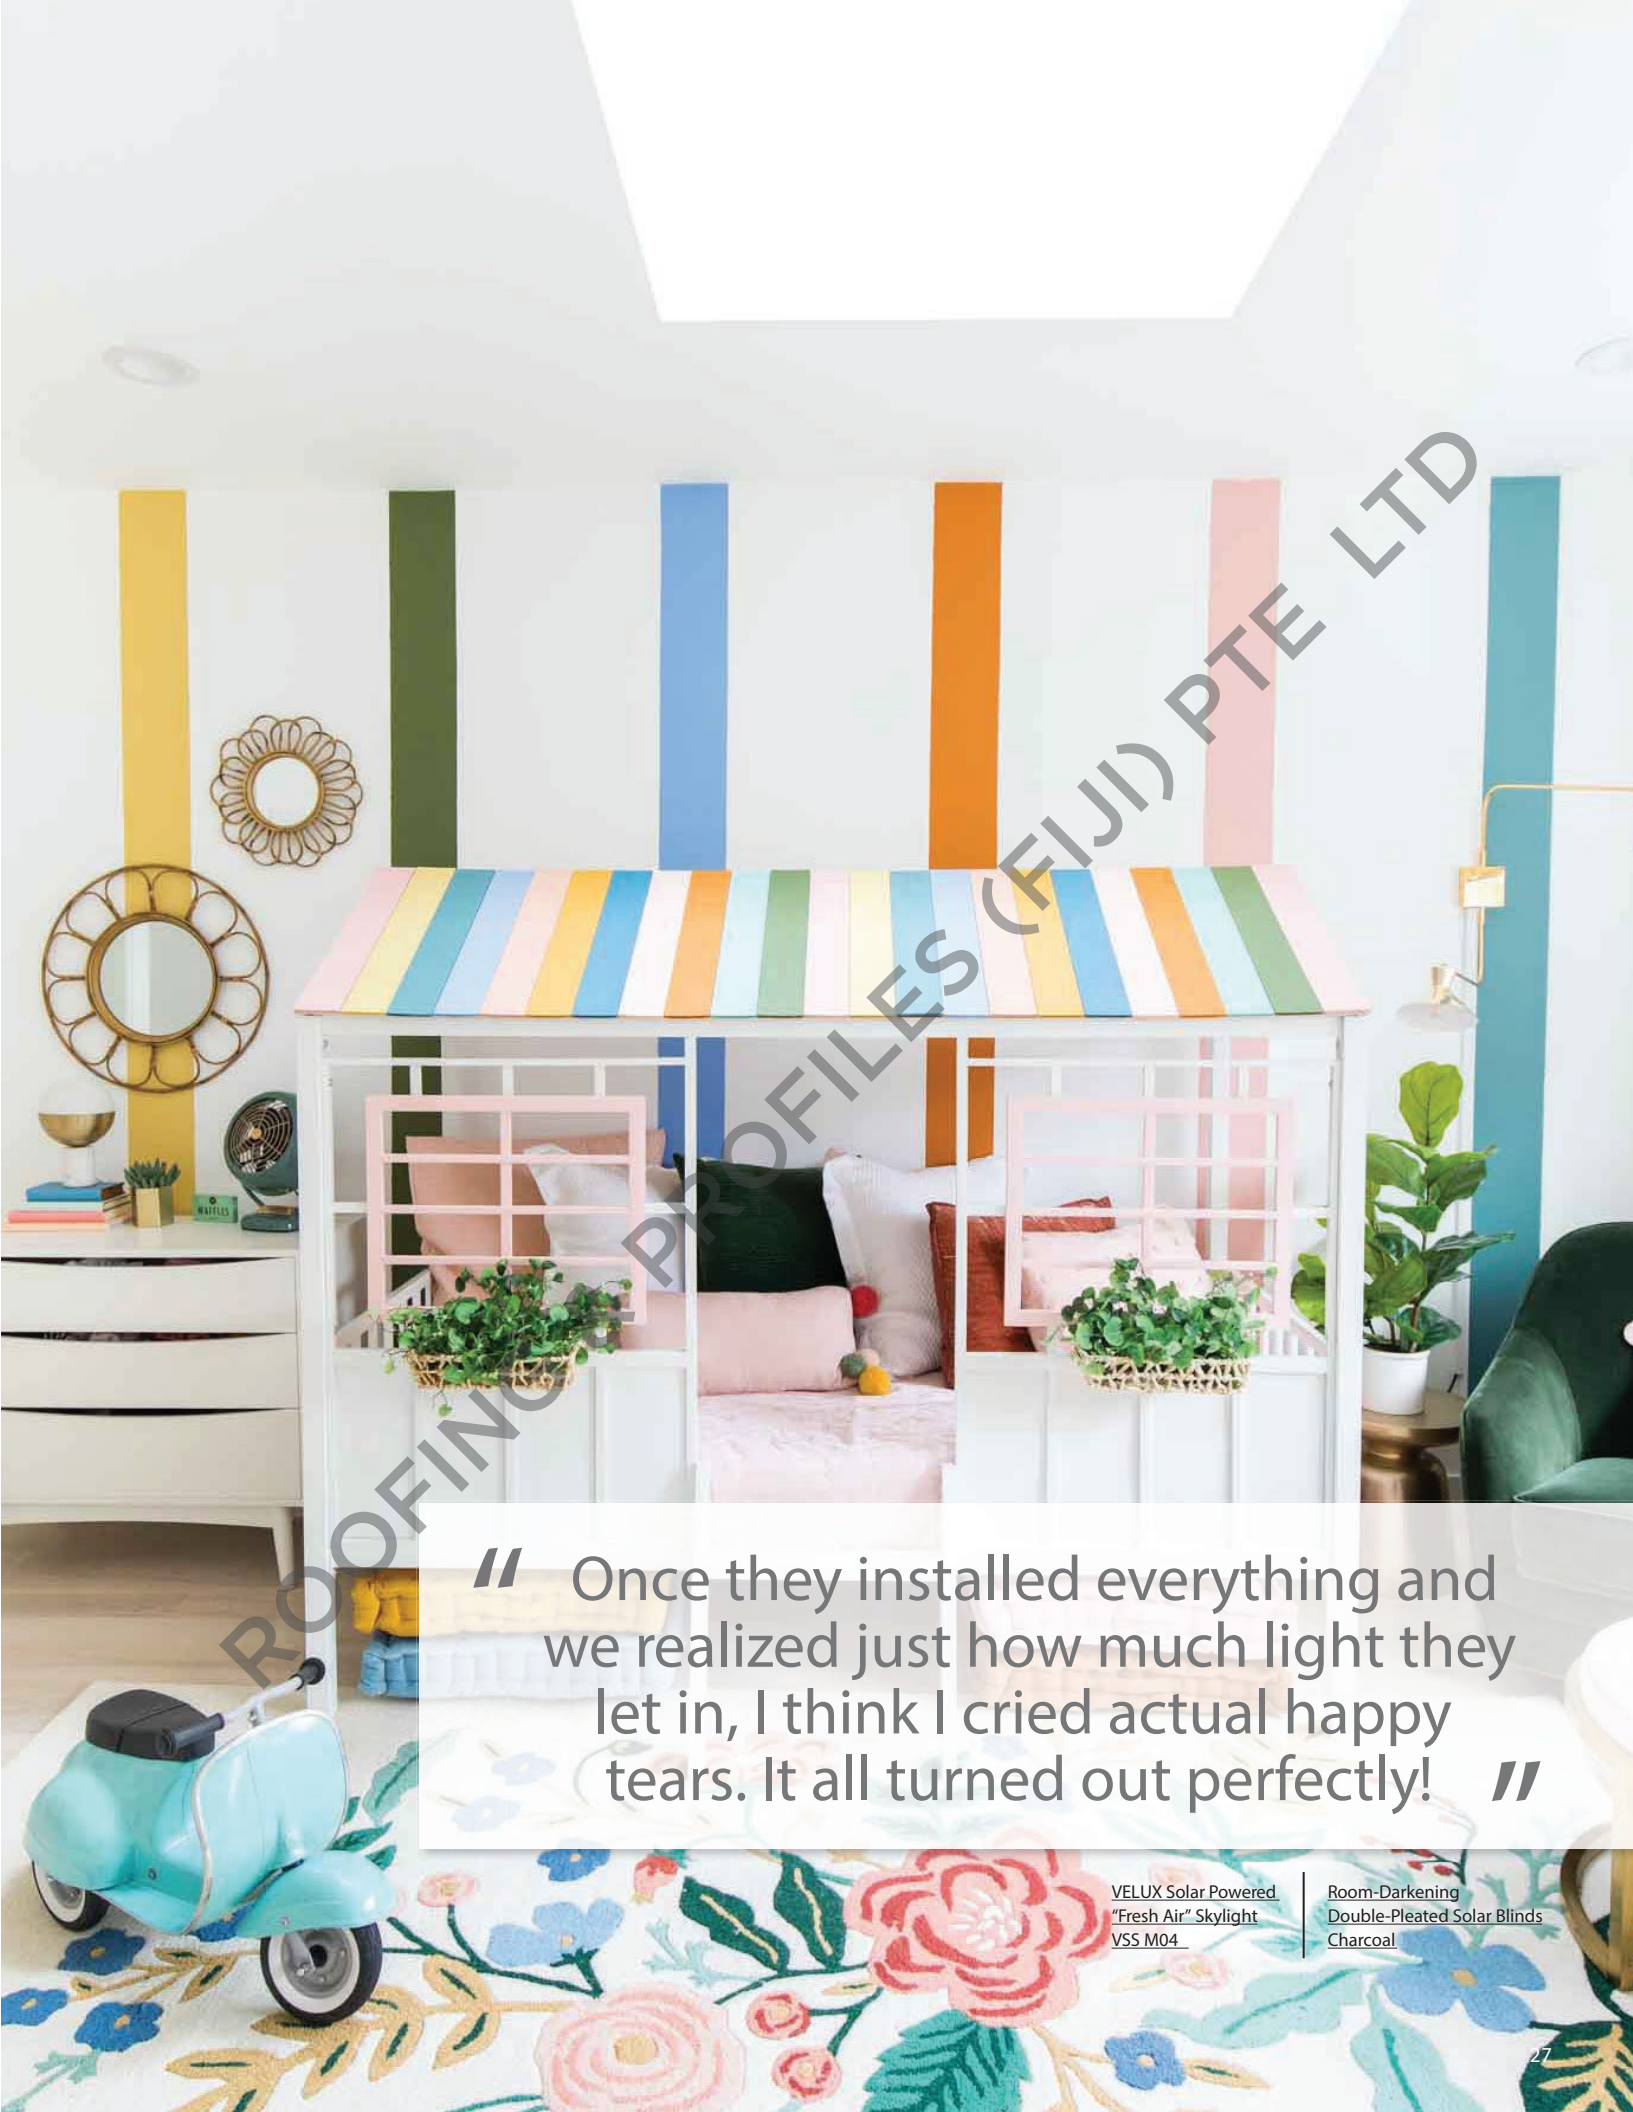 ROOFING & PROFILES (FIJI) PTE LTD
WAFFLES
“ Once they installed everything and
we realized just how much light they
let in, I think I cried actual happy
tears. It all turned out perfectly! ”
VELUX Solar Powered
“Fresh Air” Skylight
VSS M04
Room-Darkening
Double-Pleated Solar Blinds
Charcoal
27